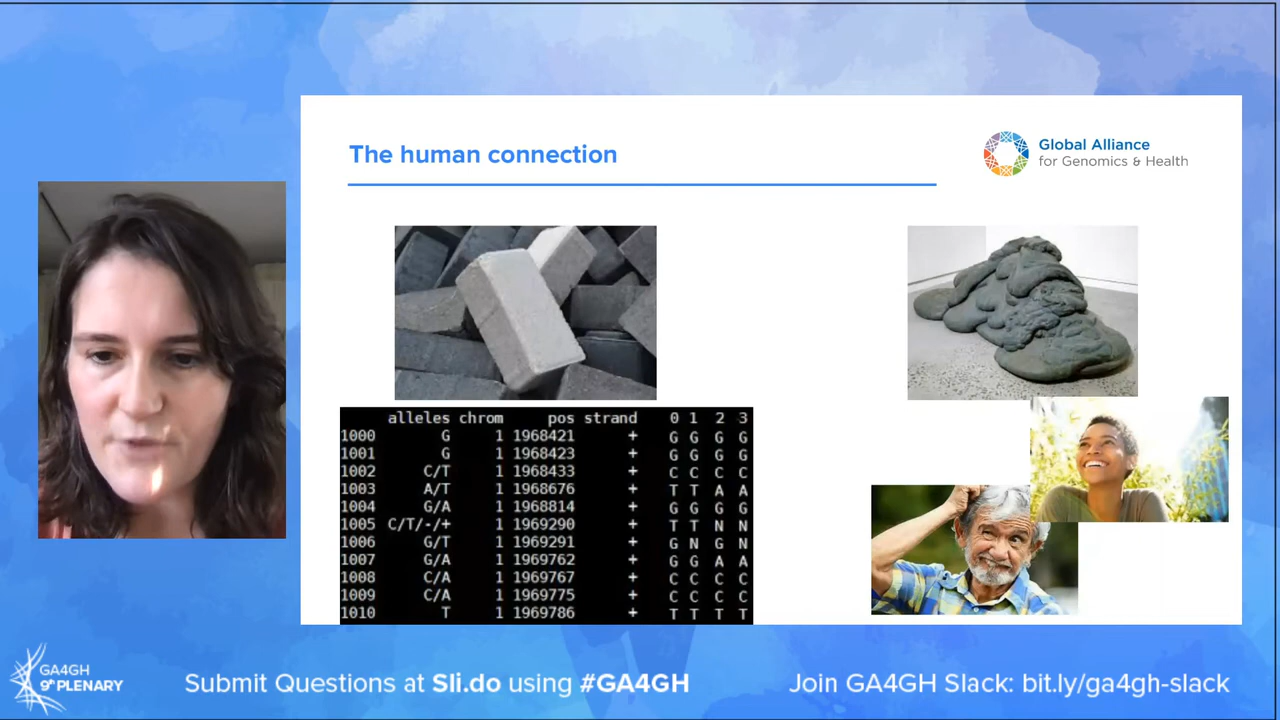 The human connection
Global Alliance
for Genomics & Health
alleles chrom pos strand 0 1 2 3
1000 G 1 1968421 + G G G G
1001 G 1 1968423 + G G G G
1002 C/T 1 1968433 + C C C C
1003 A/T 1 1968676 + T T A A
1004 G/A 1 1968814 + G G G G
1005 C/T/-/+ 1 1969290 + T T N N
1006 G/T 1 1969291 + G N G N
1007 G/A 1 1969762 + G G A A
1008 C/A 1 1969767 + C C C C
1009 C/A 1 1969775 + C C C C
1010 T 1 1969786 + T T T T
GA4GH
9th PLENARY
Submit Questions at Sli.do using #GA4GH
Join GA4GH Slack: bit.ly/ga4gh-slack